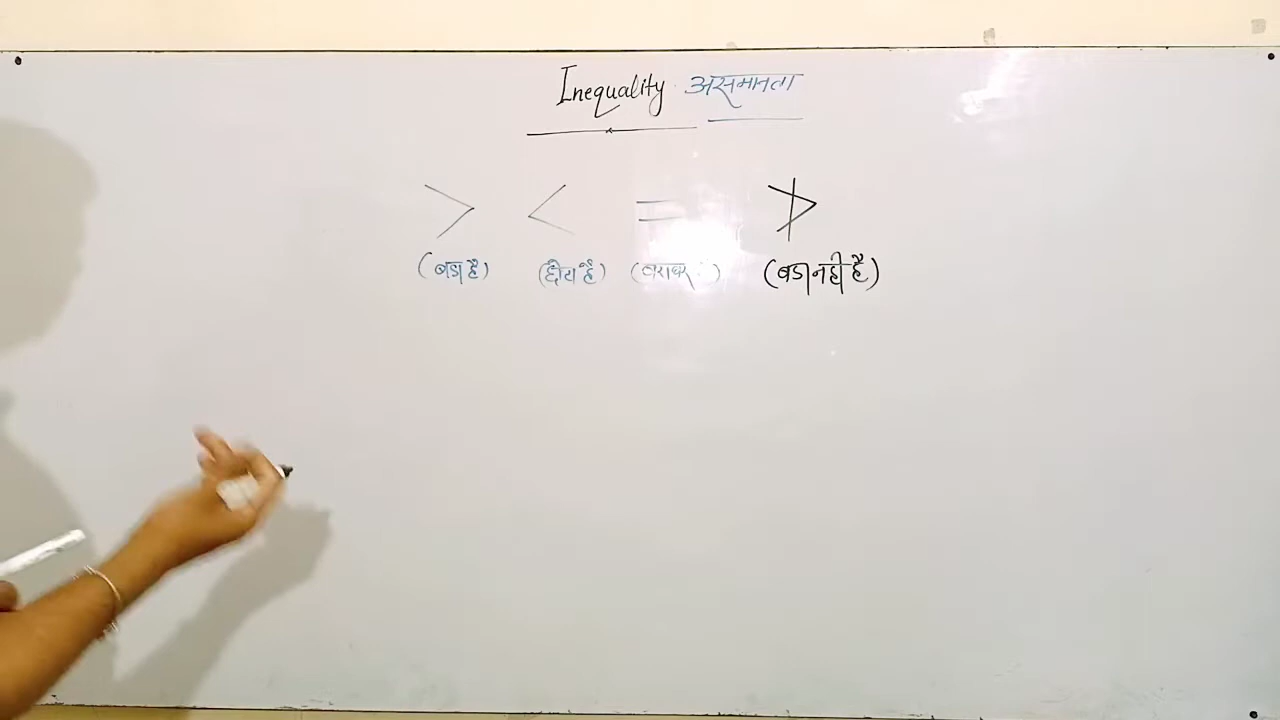 Inequality असमानता
> < = ≯
(बडा है) (छोटा है) (बराबर) (बडा नही है)